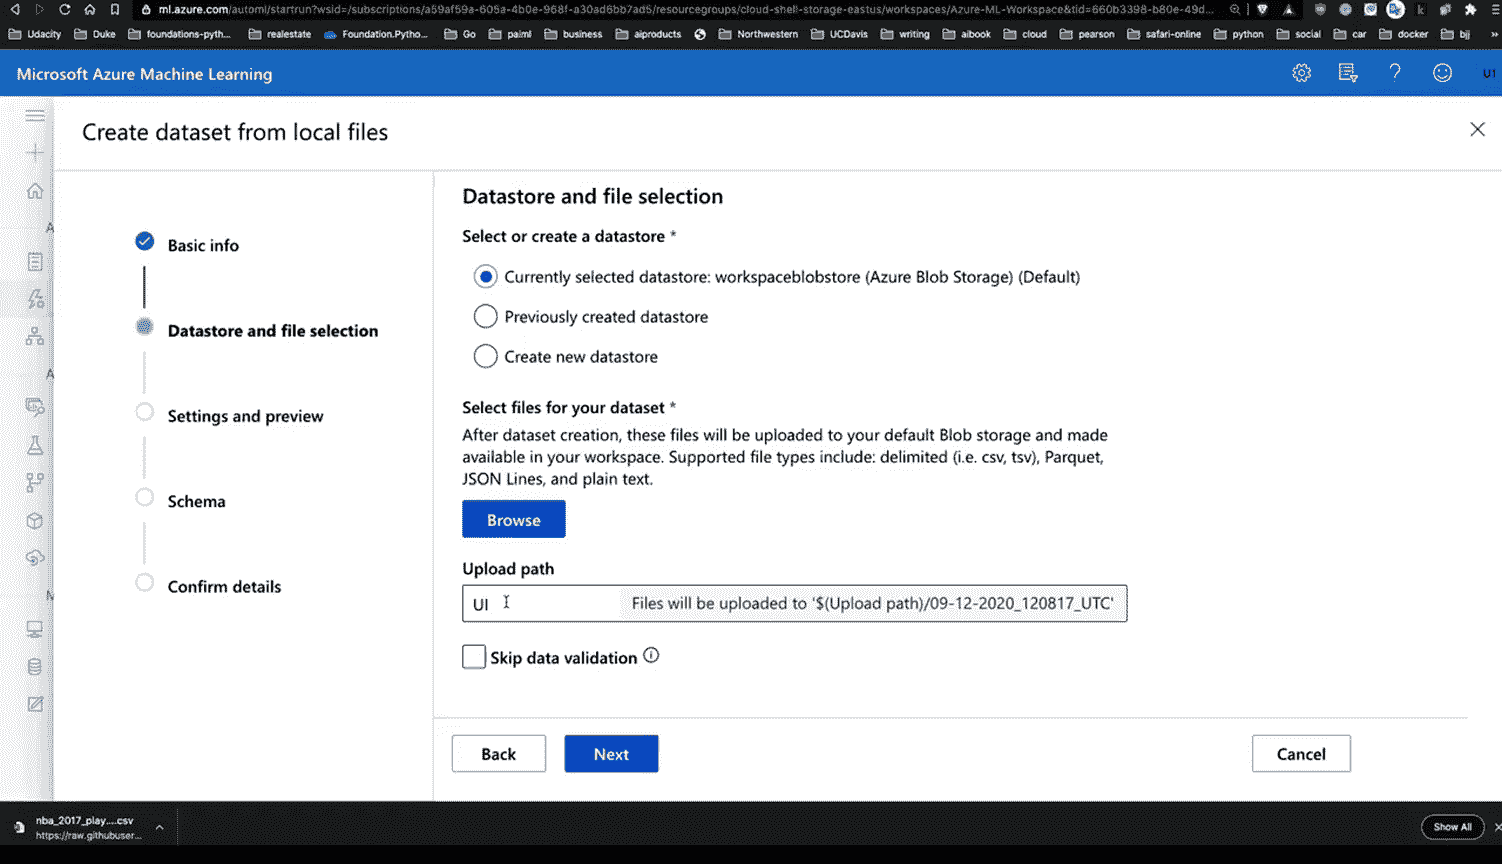 ml.azure.com/automl/startrun?wsid=/subscriptions/a59af59a-605a-4b0e-968f-a30ad6bb7ad5/resourcegroups/cloud-shell-storage-eastus/workspaces/Azure-ML-Workspace&tid=660b3398-b80e-49d...
Udacity Duke foundations-pyth... realestate Foundation.Pytho... Go paiml business aiproducts Northwestern UCDavis writing aibook cloud pearson safari-online python social car docker bjj »
Microsoft Azure Machine Learning
Create dataset from local files
Basic info
Datastore and file selection
Settings and preview
Schema
Confirm details
Datastore and file selection
Select or create a datastore *
Currently selected datastore: workspaceblobstore (Azure Blob Storage) (Default)
Previously created datastore
Create new datastore
Select files for your dataset *
After dataset creation, these files will be uploaded to your default Blob storage and made
available in your workspace. Supported file types include: delimited (i.e. csv, tsv), Parquet,
JSON Lines, and plain text.
Browse
Upload path
UI Files will be uploaded to '$(Upload path)/09-12-2020_120817_UTC'
Skip data validation
Back Next Cancel
nba_2017_play....csv
https://raw.githubuser...
Show All